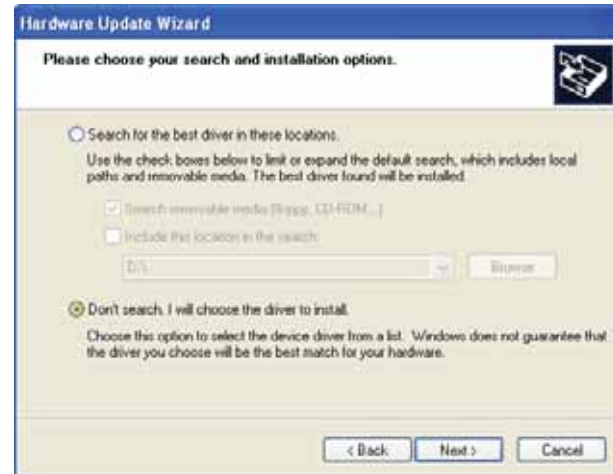 Hardware Update Wizard
Please choose your search and installation options.
Search for the best driver in these locations.
Use the check boxes below to limit or expand the default search, which includes local
paths and removable media. The best driver found will be installed.
Search removable media (floppy, CD-ROM...)
Include this location in the search:
D:\
Browse
Don't search. I will choose the driver to install.
Choose this option to select the device driver from a list. Windows does not guarantee that
the driver you choose will be the best match for your hardware.
< Back
Next >
Cancel